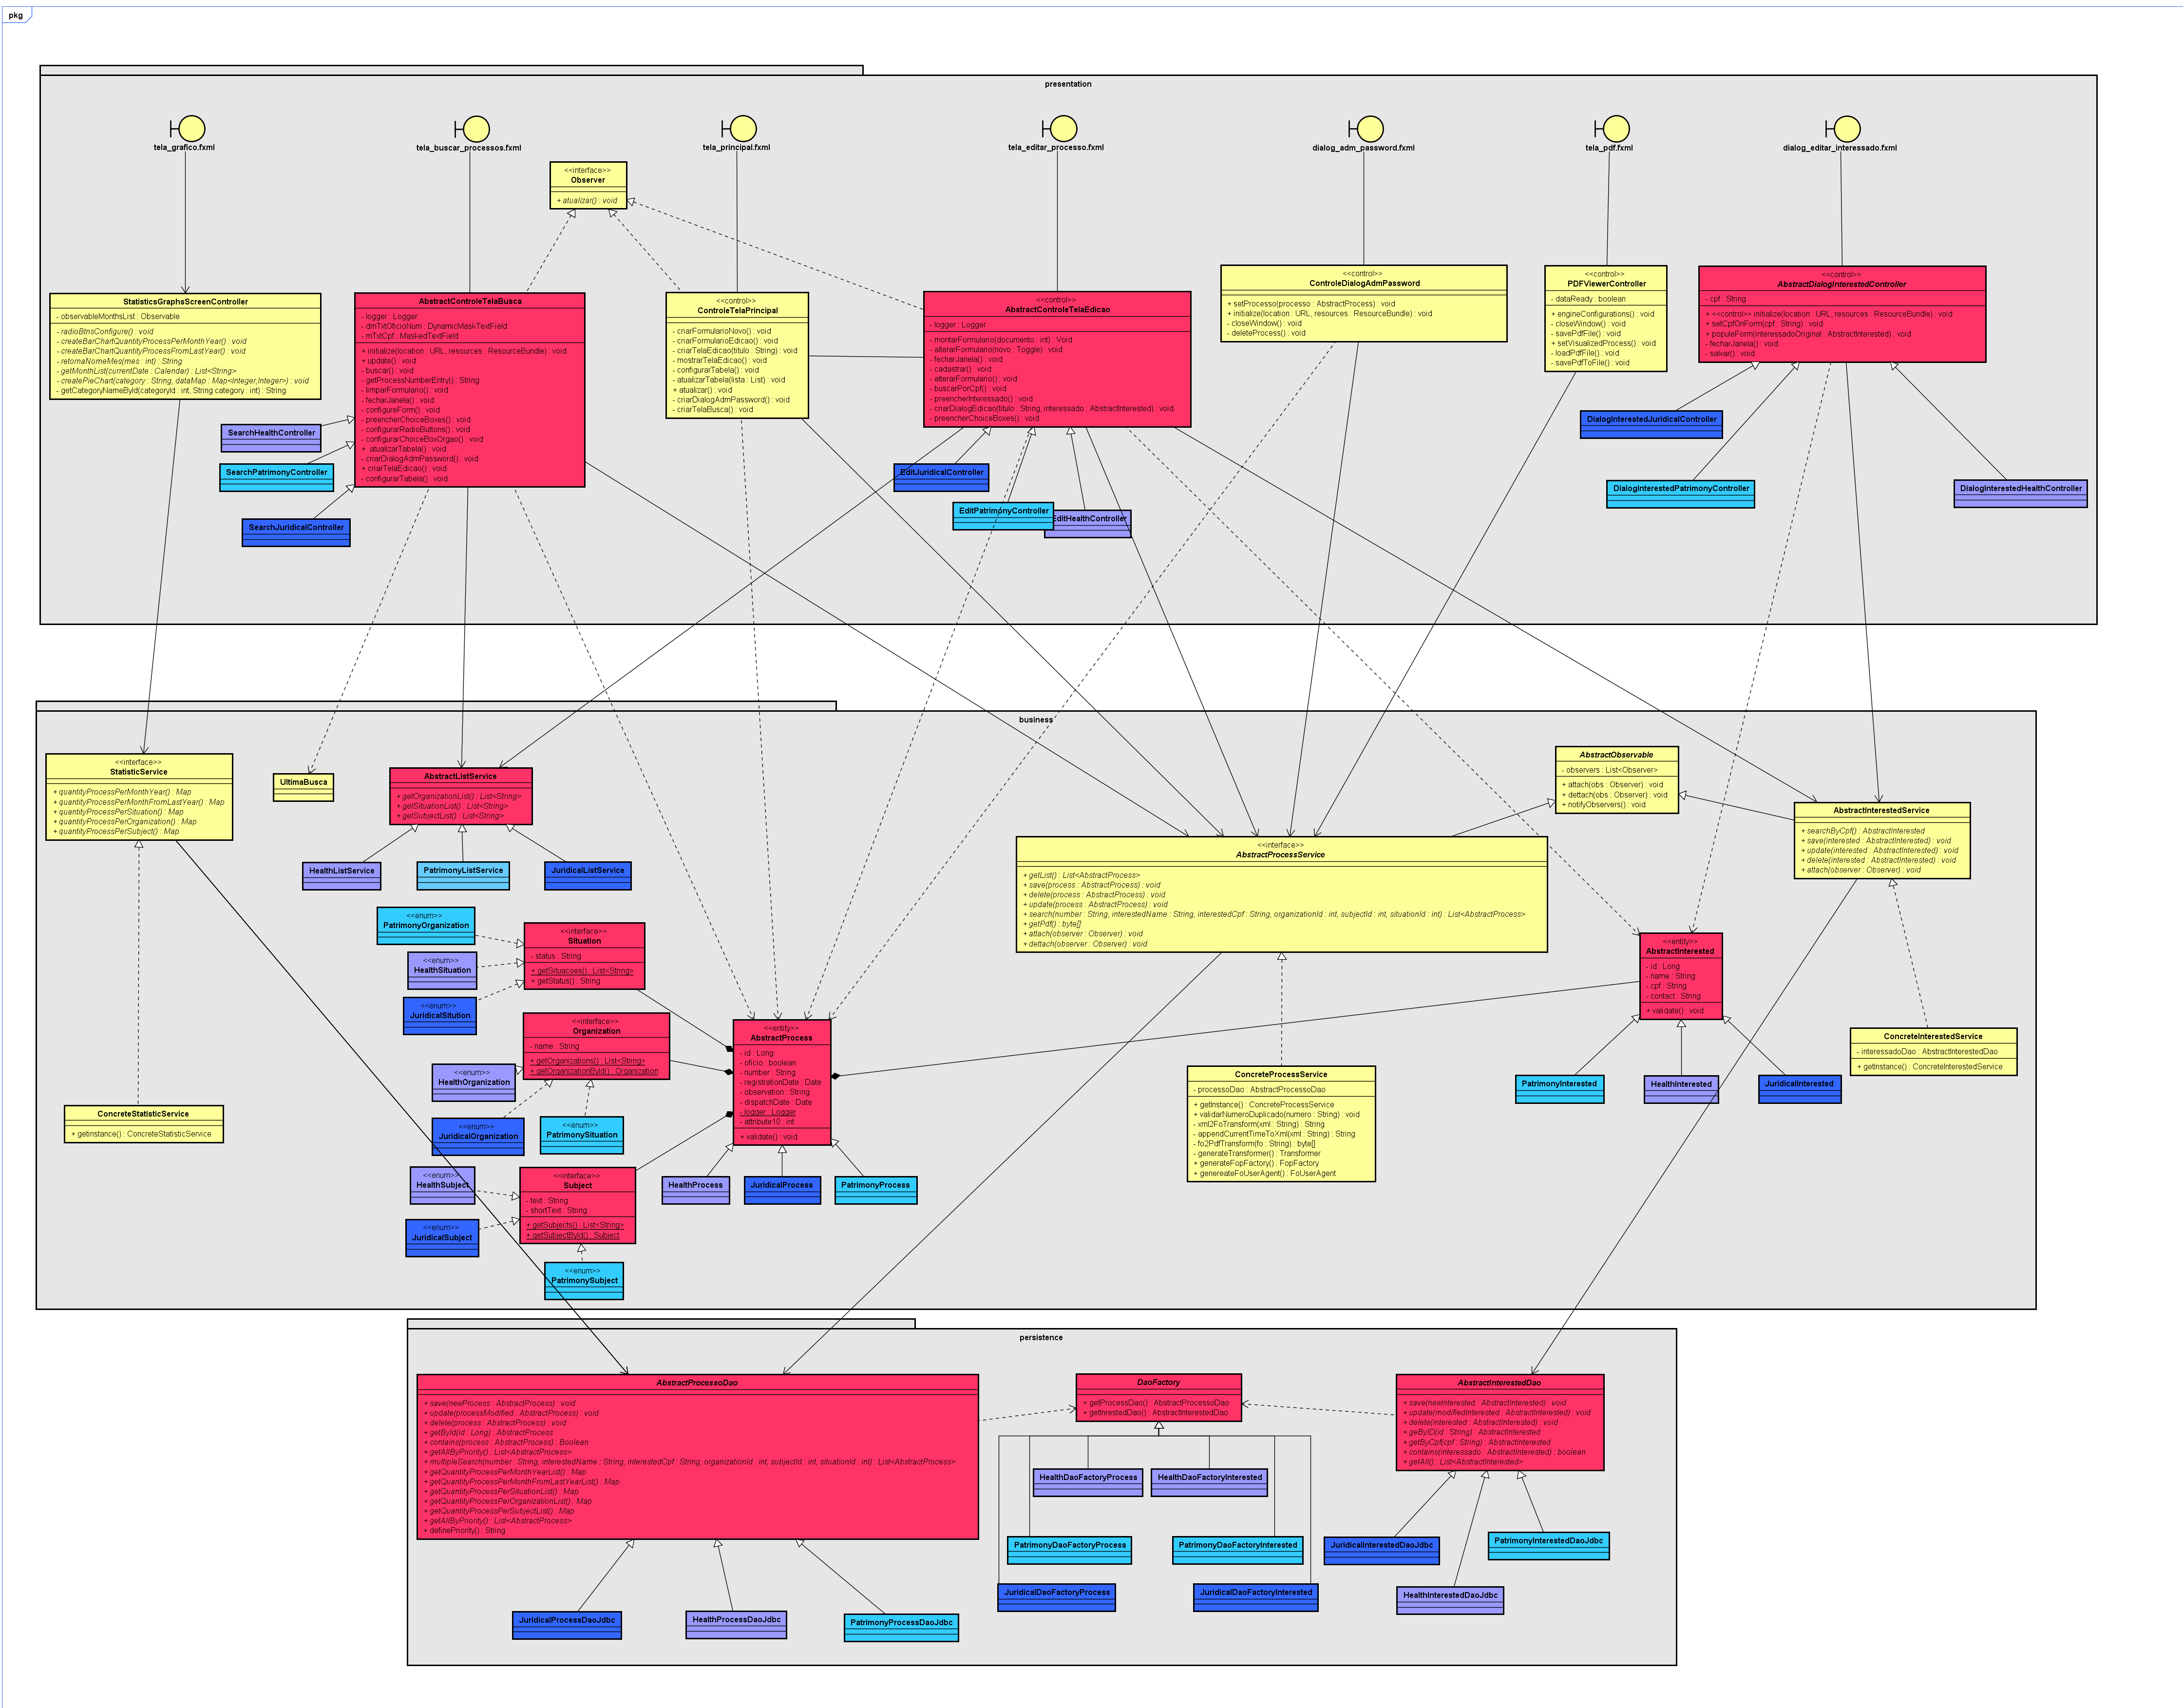 pkg
presentation
tela_grafico.fxml
tela_buscar_processos.fxml
tela_principal.fxml
tela_editar_processo.fxml
dialog_adm_password.fxml
tela_pdf.fxml
dialog_editar_interessado.fxml
<<interface>>
Observer
+ atualizar() : void
StatisticsGraphsScreenController
- observableMonthsList : Observable
- radioBtnsConfigure() : void
- createBarChartQuantityProcessPerMonthYear() : void
- createBarChartQuantityProcessFromLastYear() : void
- retornaNomeMes(mes : int) : String
- getMonthList(currentDate : Calendar) : List<String>
- createPieChart(category : String, dataMap : Map<Integer,Integer>) : void
- getCategoryNameById(categoryId : int, String category : int) : String
AbstractControleTelaBusca
- logger : Logger
- dmTxtOficioNum : DynamicMaskTextField
- mTxtCpf : MaskedTextField
+ initialize(location : URL, resources : ResourceBundle) : void
+ update() : void
- buscar() : void
- getProcessNumberEntry() : String
- limparFormulario() : void
- fecharJanela() : void
- configureForm() : void
- preencherChoiceBoxes() : void
- configurarRadioButtons() : void
- configurarChoiceBoxOrgao() : void
+  atualizarTabela() : void
- criarDialogAdmPassword() : void
+ criarTelaEdicao() : void
- configurarTabela() : void
<<control>>
ControleTelaPrincipal
- criarFormularioNovo() : void
- criarFormularioEdicao() : void
- criarTelaEdicao(titulo : String) : void
- mostrarTelaEdicao() : void
- configurarTabela() : void
- atualizarTabela(lista : List) : void
+ atualizar() : void
- criarDialogAdmPassword() : void
- criarTelaBusca() : void
<<control>>
AbstractControleTelaEdicao
- logger : Logger
- montarFormulario(documento : int) : Void
- alterarFormulario(novo : Toggle) : void
- fecharJanela() : void
- cadastrar() : void
- alterarFormulario() : void
- buscarPorCpf() : void
- preencherInteressado() : void
- criarDialogEdicao(titulo : String, interessado : AbstractInterested) : void
- preencherChoiceBoxes() : void
<<control>>
ControleDialogAdmPassword
+ setProcesso(processo : AbstractProcess) : void
+ initialize(location : URL, resources : ResourceBundle) : void
- closeWindow() : void
- deleteProcess() : void
<<control>>
PDFViewerController
- dataReady : boolean
+ engineConfigurations() : void
- closeWindow() : void
- savePdfFile() : void
+ setVisualizedProcess() : void
- loadPdfFile() : void
- savePdfToFile() : void
<<control>>
AbstractDialogInterestedController
- cpf : String
+ <<control>> initialize(location : URL, resources : ResourceBundle) : void
+ setCpfOnForm(cpf : String) : void
+ populeForm(interessadoOriginal : AbstractInterested) : void
- fecharJanela() : void
- salvar() : void
SearchHealthController
SearchPatrimonyController
SearchJuridicalController
EditJuridicalController
EditPatrimonyController
EditHealthController
DialogInterestedJuridicalController
DialogInterestedPatrimonyController
DialogInterestedHealthController
business
<<interface>>
StatisticService
+ quantityProcessPerMonthYear() : Map
+ quantityProcessPerMonthFromLastYear() : Map
+ quantityProcessPerSituation() : Map
+ quantityProcessPerOrganization() : Map
+ quantityProcessPerSubject() : Map
UltimaBusca
AbstractListService
+ getOrganizationList() : List<String>
+ getSituationList() : List<String>
+ getSubjectList() : List<String>
HealthListService
PatrimonyListService
JuridicalListService
AbstractObservable
- observers : List<Observer>
+ attach(obs : Observer) : void
+ dettach(obs : Observer) : void
+ notifyObservers() : void
AbstractInterestedService
+ searchByCpf() : AbstractInterested
+ save(interested : AbstractInterested) : void
+ update(interested : AbstractInterested) : void
+ delete(interested : AbstractInterested) : void
+ attach(observer : Observer) : void
<<interface>>
AbstractProcessService
+ getList() : List<AbstractProcess>
+ save(process : AbstractProcess) : void
+ delete(process : AbstractProcess) : void
+ update(process : AbstractProcess) : void
+ search(number : String, interestedName : String, interestedCpf : String, organizationId : int, subjectId : int, situationId : int) : List<AbstractProcess>
+ getPdf() : byte[]
+ attach(observer : Observer) : void
+ dettach(observer : Observer) : void
<<enum>>
PatrimonyOrganization
<<enum>>
HealthSituation
<<enum>>
JuridicalSitution
<<interface>>
Situation
- status : String
+ getSituacoes() : List<String>
+ getStatus() : String
<<interface>>
Organization
- name : String
+ getOrganizations() : List<String>
+ getOrganizationById() : Organization
<<enum>>
HealthOrganization
<<enum>>
JuridicalOrganization
<<enum>>
PatrimonySituation
<<entity>>
AbstractProcess
- id : Long
- oficio : boolean
- number : String
- registrationDate : Date
- observation : String
- dispatchDate : Date
- logger : Logger
- attribute10 : int
+ validate() : void
<<entity>>
AbstractInterested
- id : Long
- name : String
- cpf : String
- contact : String
+ validate() : void
PatrimonyInterested
HealthInterested
JuridicalInterested
ConcreteInterestedService
- interessadoDao : AbstractInterestedDao
+ getInstance() : ConcreteInterestedService
ConcreteProcessService
- processoDao : AbstractProcessoDao
+ getInstance() : ConcreteProcessService
+ validarNumeroDuplicado(numero : String) : void
- xml2FoTransform(xml : String) : String
- appendCurrentTimeToXml(xml : String) : String
- fo2PdfTransform(fo : String) : byte[]
- generateTransformer() : Transformer
+ generateFopFactory() : FopFactory
+ genereateFoUserAgent() : FoUserAgent
ConcreteStatisticService
+ getinstance() : ConcreteStatisticService
<<enum>>
HealthSubject
<<enum>>
JuridicalSubject
<<interface>>
Subject
- text : String
- shortText : String
+ getSubjects() : List<String>
+ getSubjectById() : Subject
<<enum>>
PatrimonySubject
HealthProcess
JuridicalProcess
PatrimonyProcess
persistence
AbstractProcessoDao
+ save(newProcess : AbstractProcess) : void
+ update(processModified : AbstractProcess) : void
+ delete(process : AbstractProcess) : void
+ getById(id : Long) : AbstractProcess
+ contains(process : AbstractProcess) : Boolean
+ getAllByPriority() : List<AbstractProcess>
+ multipleSearch(number : String, interestedName : String, interestedCpf : String, organizationId : int, subjectId : int, situationId : int) : List<AbstractProcess>
+ getQuantityProcessPerMonthYearList() : Map
+ getQuantityProcessPerMonthFromLastYearList() : Map
+ getQuantityProcessPerSituationList() : Map
+ getQuantityProcessPerOrganizationList() : Map
+ getQuantityProcessPerSubjectList() : Map
+ getAllByPriority() : List<AbstractProcess>
+ definePriority() : String
DaoFactory
+ getProcessDao() : AbstractProcessoDao
+ getInrestedDao() : AbstractInterestedDao
AbstractInterestedDao
+ save(newInterested : AbstractInterested) : void
+ update(modifiedInterested : AbstractInterested) : void
+ delete(interested : AbstractInterested) : void
+ geByID(id : String) : AbstractInterested
+ getByCpf(cpf : String) : AbstractInterested
+ contains(interessado : AbstractInterested) : boolean
+ getAll() : List<AbstractInterested>
HealthDaoFactoryProcess
HealthDaoFactoryInterested
PatrimonyDaoFactoryProcess
PatrimonyDaoFactoryInterested
JuridicalDaoFactoryProcess
JuridicalDaoFactoryInterested
JuridicalInterestedDaoJdbc
PatrimonyInterestedDaoJdbc
HealthInterestedDaoJdbc
JuridicalProcessDaoJdbc
HealthProcessDaoJdbc
PatrimonyProcessDaoJdbc